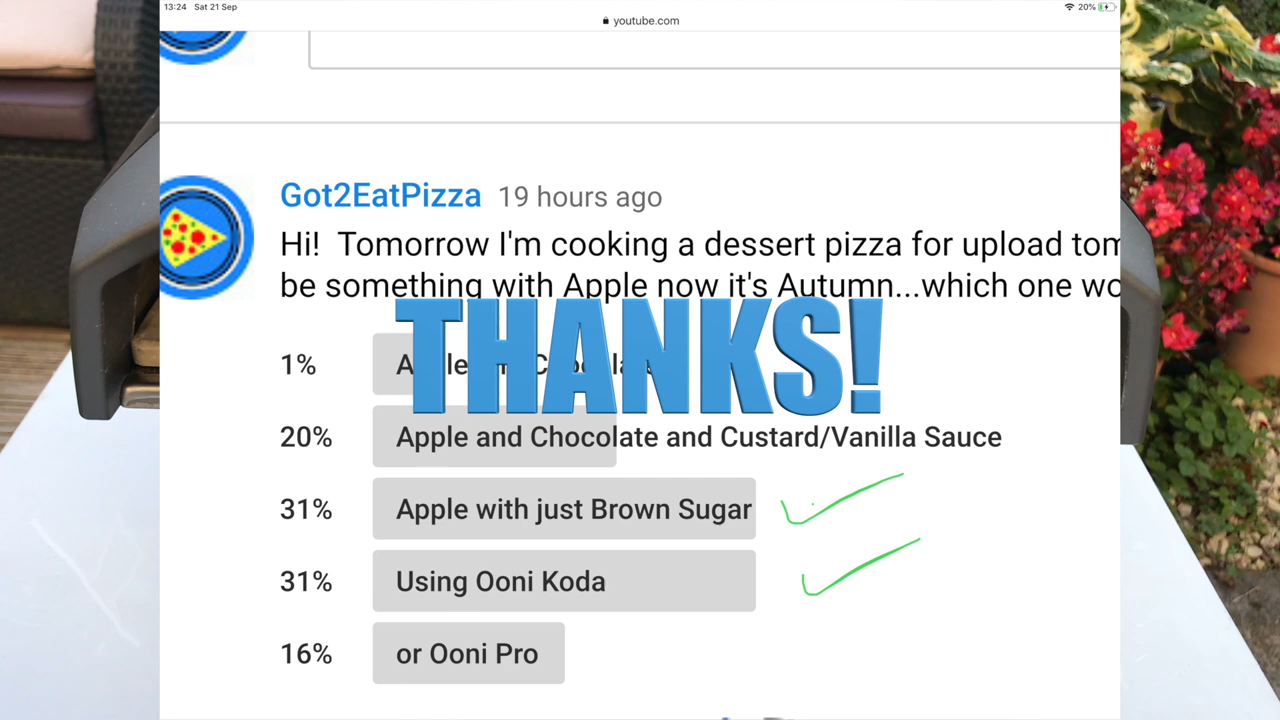 13:24 Sat 21 Sep
youtube.com
20%
Got2EatPizza 19 hours ago
Hi! Tomorrow I'm cooking a dessert pizza for upload tom
be something with Apple now it's Autumn...which one wo
THANKS!
1%
20% Apple and Chocolate and Custard/Vanilla Sauce
31% Apple with just Brown Sugar
31% Using Ooni Koda
16% or Ooni Pro